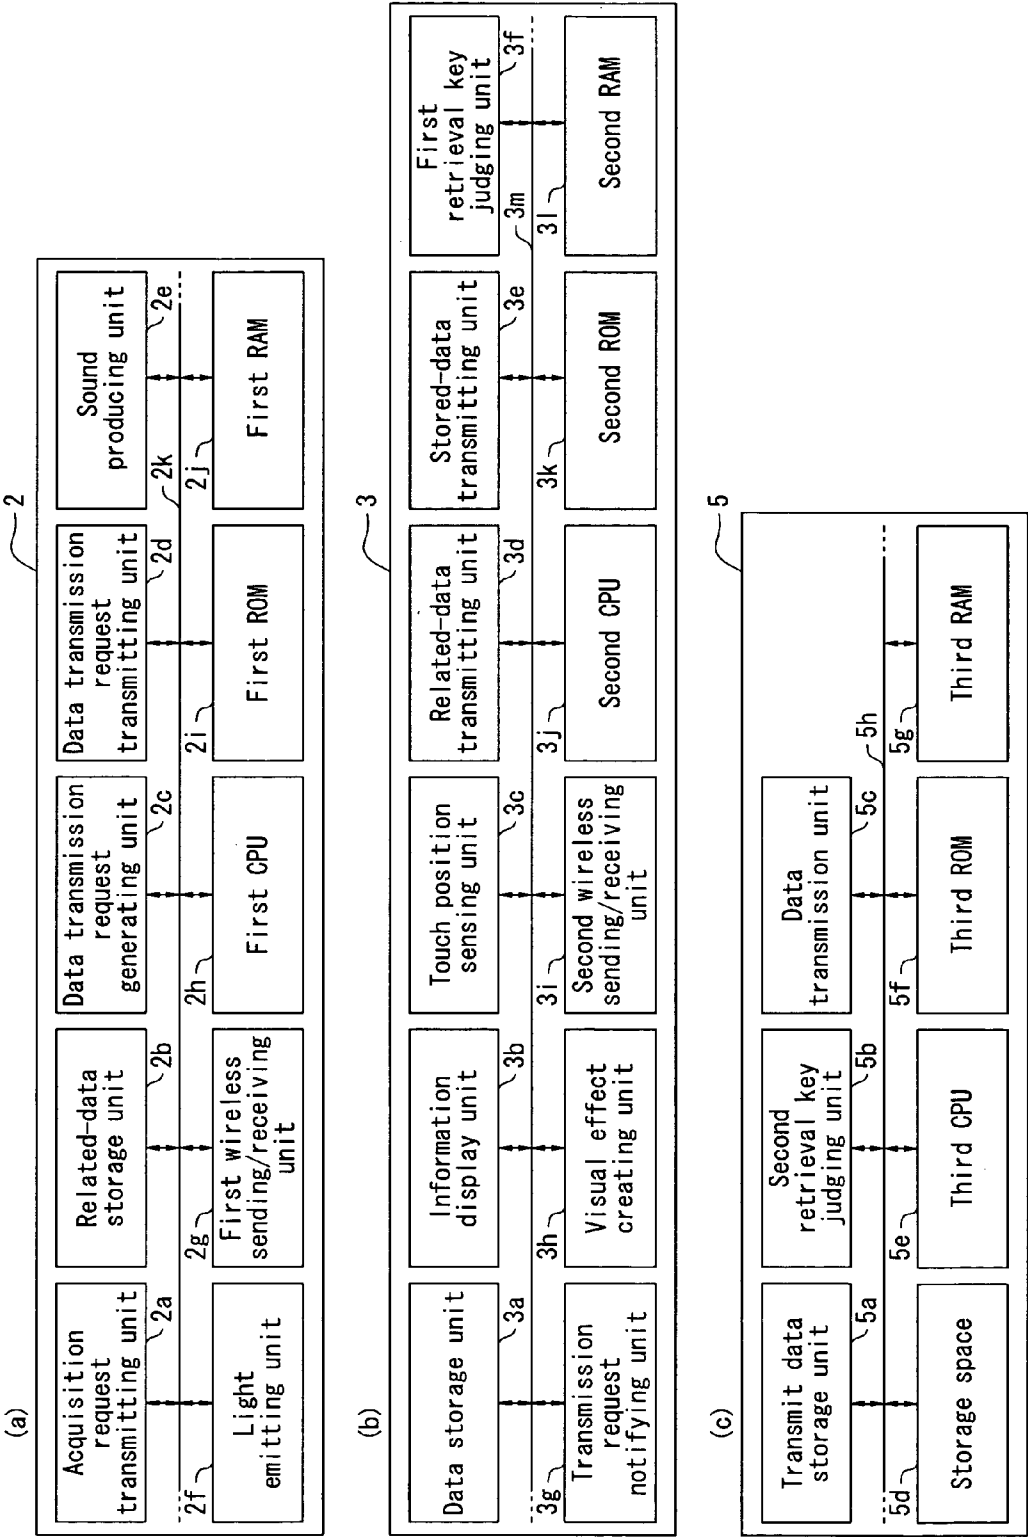 (a)
2
Acquisition
request
transmitting unit
2a
Related-data
storage unit
2b
Data transmission
request
generating unit
2c
Data transmission
request
transmitting unit
2d
Sound
producing unit
2e
2k
2f
Light
emitting unit
2g
First wireless
sending/receiving
unit
2h
First CPU
2i
First ROM
2j
First RAM
(b)
3
Data storage unit
3a
Information
display unit
3b
Touch position
sensing unit
3c
Related-data
transmitting unit
3d
Stored-data
transmitting unit
3e
First
retrieval key
judging unit
3f
3m
3g
Transmission
request
notifying unit
3h
Visual effect
creating unit
3i
Second wireless
sending/receiving
unit
3j
Second CPU
3k
Second ROM
3l
Second RAM
(c)
5
Transmit data
storage unit
5a
Second
retrieval key
judging unit
5b
Data
transmission unit
5c
5h
5d
Storage space
5e
Third CPU
5f
Third ROM
5g
Third RAM